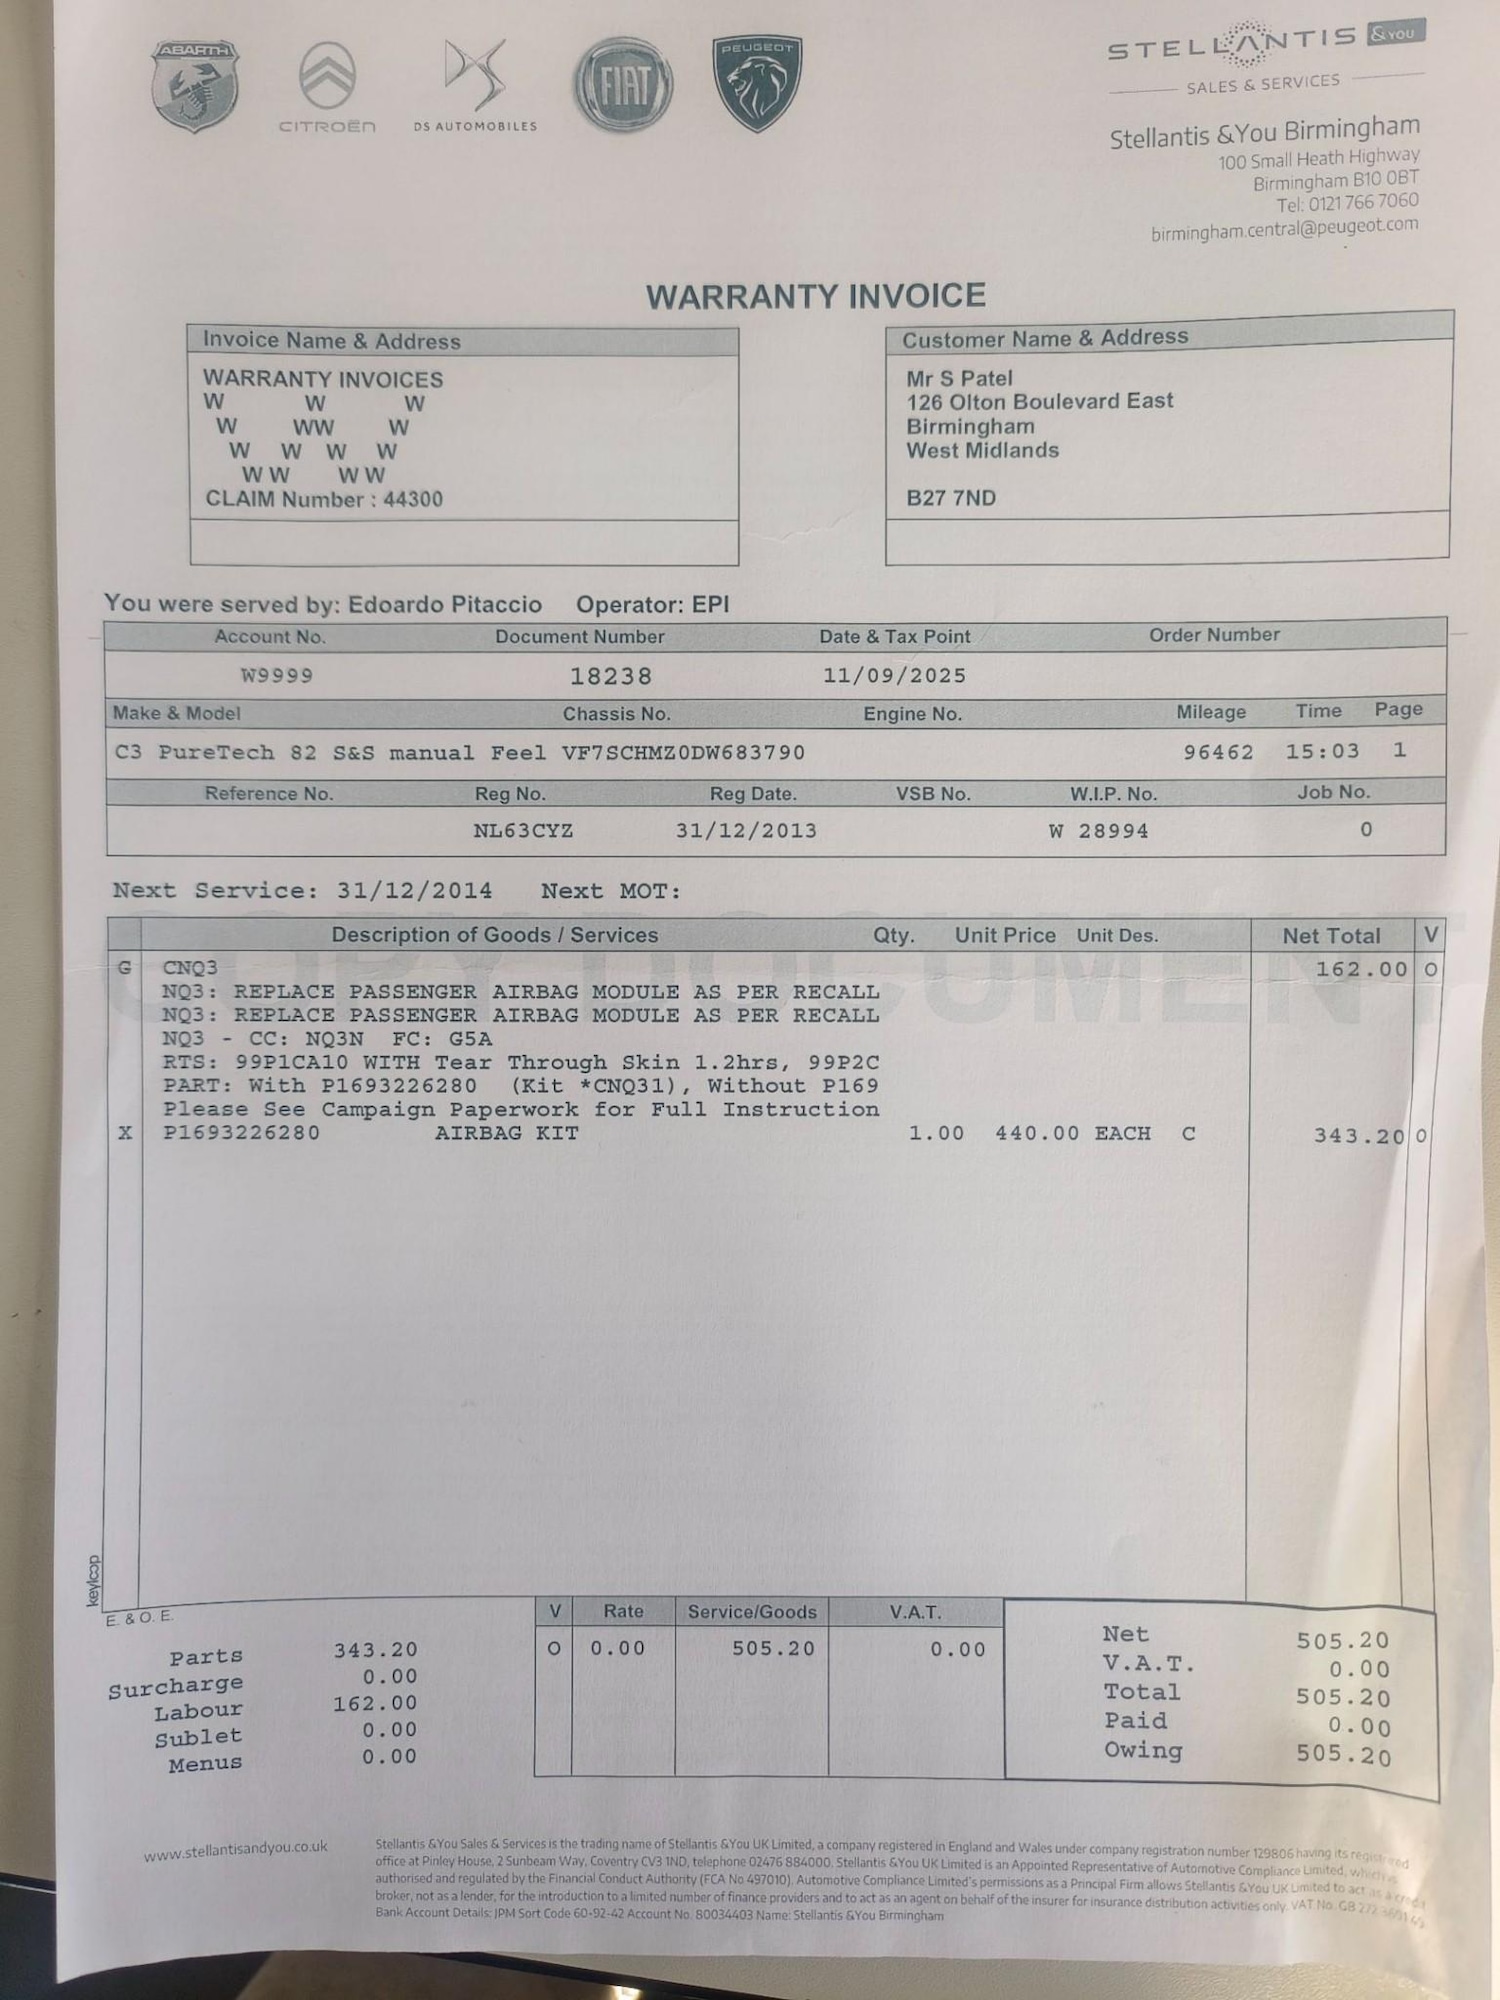 ABARTH
CITROËN
DS AUTOMOBILES
FIAT
PEUGEOT
STELLANTIS &YOU
SALES & SERVICES
Stellantis &You Birmingham
100 Small Heath Highway
Birmingham B10 0BT
Tel: 0121 766 7060
birmingham.central@peugeot.com
WARRANTY INVOICE
Invoice Name & Address
WARRANTY INVOICES
W W W
W WW W
W W W W
WW WW
CLAIM Number : 44300
Customer Name & Address
Mr S Patel
126 Olton Boulevard East
Birmingham
West Midlands
B27 7ND
You were served by: Edoardo Pitaccio Operator: EPI
Account No. Document Number Date & Tax Point Order Number
W9999 18238 11/09/2025
Make & Model Chassis No. Engine No. Mileage Time Page
C3 PureTech 82 S&S manual Feel VF7SCHMZ0DW683790 96462 15:03 1
Reference No. Reg No. Reg Date. VSB No. W.I.P. No. Job No.
NL63CYZ 31/12/2013 W 28994 0
Next Service: 31/12/2014 Next MOT:
COPY DOCUMENT
Description of Goods / Services Qty. Unit Price Unit Des. Net Total V
G CNQ3 162.00 O
NQ3: REPLACE PASSENGER AIRBAG MODULE AS PER RECALL
NQ3: REPLACE PASSENGER AIRBAG MODULE AS PER RECALL
NQ3 - CC: NQ3N FC: G5A
RTS: 99P1CA10 WITH Tear Through Skin 1.2hrs, 99P2C
PART: With P1693226280 (Kit *CNQ31), Without P169
Please See Campaign Paperwork for Full Instruction
X P1693226280 AIRBAG KIT 1.00 440.00 EACH C 343.20 O
keyloop
E. & O. E.
Parts 343.20
Surcharge 0.00
Labour 162.00
Sublet 0.00
Menus 0.00
V Rate Service/Goods V.A.T.
O 0.00 505.20 0.00
Net 505.20
V.A.T. 0.00
Total 505.20
Paid 0.00
Owing 505.20
www.stellantisandyou.co.uk
Stellantis &You Sales & Services is the trading name of Stellantis &You UK Limited, a company registered in England and Wales under company registration number 129806 having its registered
office at Pinley House, 2 Sunbeam Way, Coventry CV3 1ND, telephone 02476 884000. Stellantis &You UK Limited is an Appointed Representative of Automotive Compliance Limited, which is
authorised and regulated by the Financial Conduct Authority (FCA No 497010). Automotive Compliance Limited's permissions as a Principal Firm allows Stellantis &You UK Limited to act as a credit
broker, not as a lender, for the introduction to a limited number of finance providers and to act as an agent on behalf of the insurer for insurance distribution activities only. VAT No. GB 272
Bank Account Details: JPM Sort Code 60-92-42 Account No. 80034403 Name: Stellantis &You Birmingham